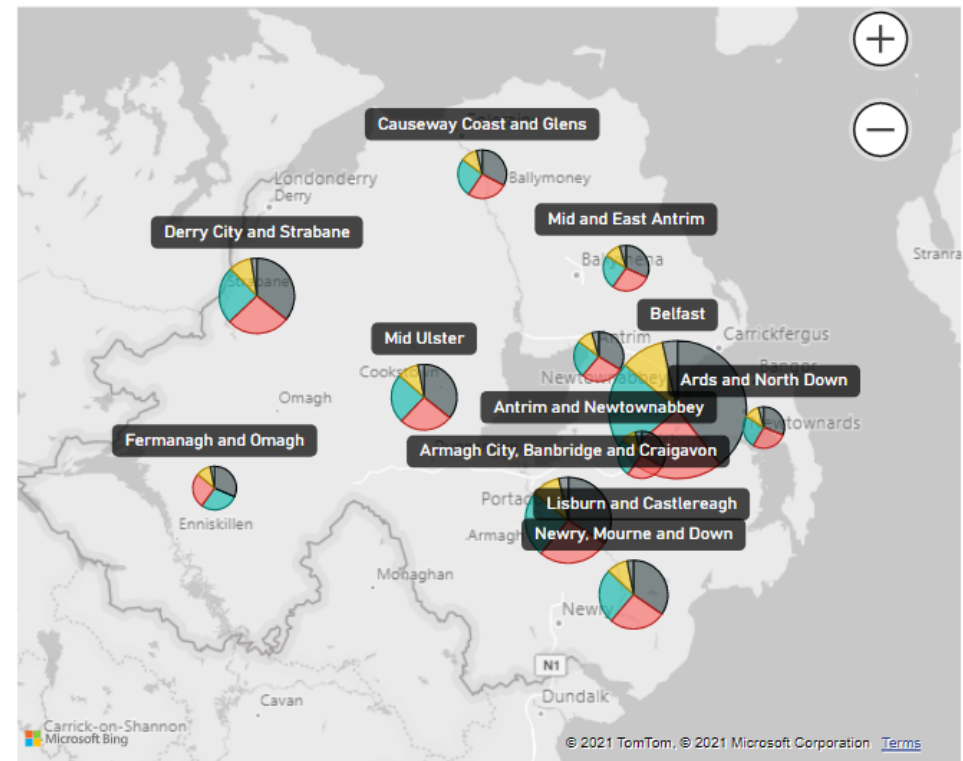 Causeway Coast and Glens
Londonderry
Derry
Ballymoney
Derry City and Strabane
Mid and East Antrim
Strabane
Ballymena
Stranra
Belfast
Mid Ulster
Antrim
Carrickfergus
Cookstown
Newtownabbey
Bangor
Ards and North Down
Omagh
Antrim and Newtownabbey
Newtownards
Fermanagh and Omagh
Armagh City, Banbridge and Craigavon
Enniskillen
Portad
Lisburn and Castlereagh
Armagh
Newry, Mourne and Down
Monaghan
Newry
N1
Cavan
Dundalk
Carrick-on-Shannon
Microsoft Bing
© 2021 TomTom, © 2021 Microsoft Corporation Terms